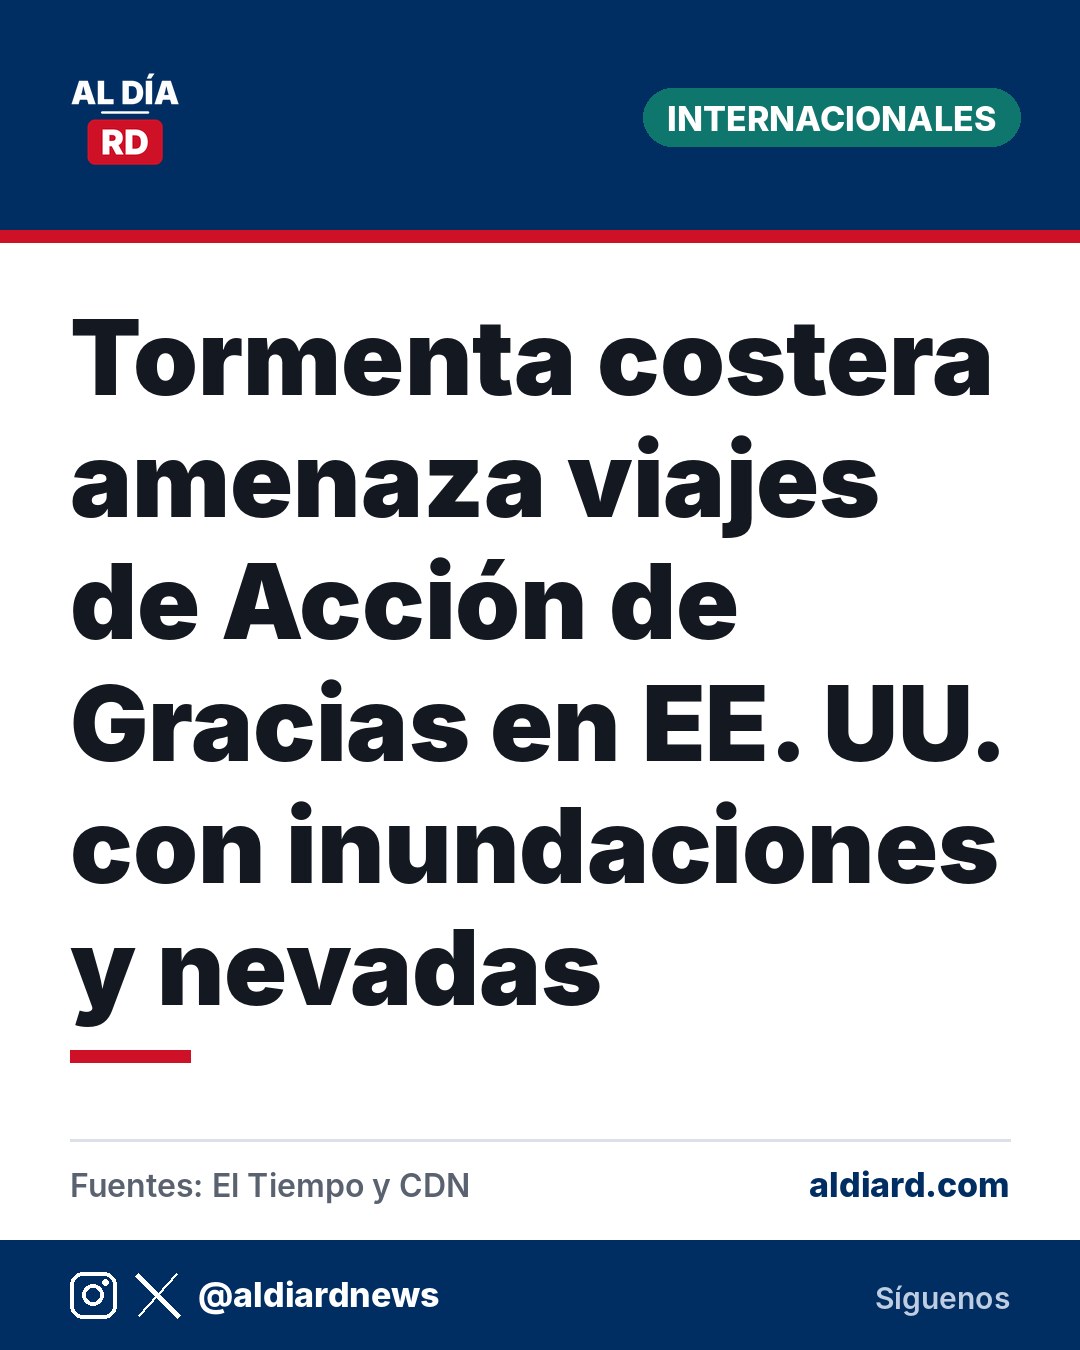 AL DÍA
RD
INTERNACIONALES
Tormenta costera
amenaza viajes
de Acción de
Gracias en EE. UU.
con inundaciones
y nevadas
Fuentes: El Tiempo y CDN
aldiard.com
@aldiardnews
Síguenos